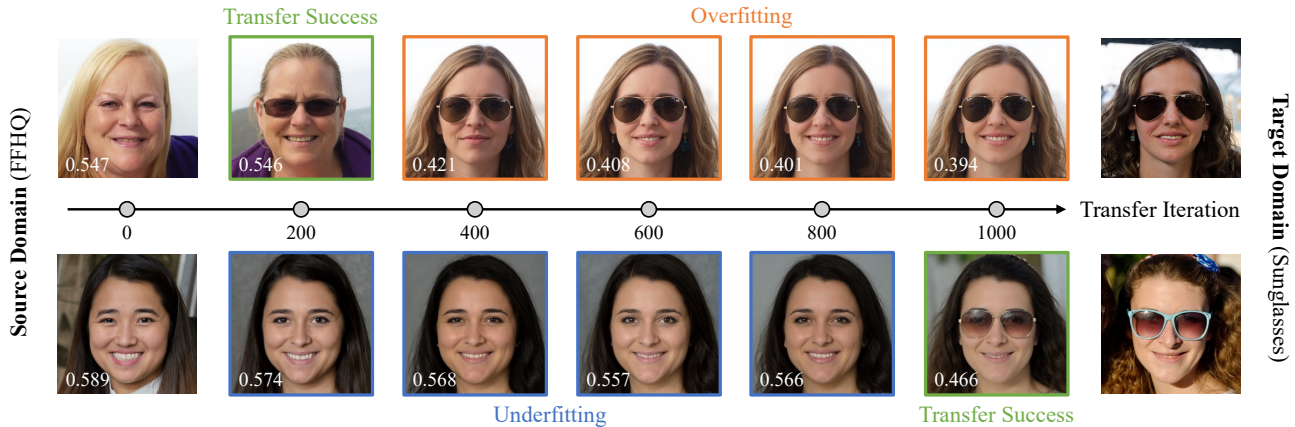 Transfer Success
Overfitting
Source Domain (FFHQ)
0.547
0.546
0.421
0.408
0.401
0.394
Target Domain (Sunglasses)
Transfer Iteration
0
200
400
600
800
1000
0.589
0.574
0.568
0.557
0.566
0.466
Underfitting
Transfer Success